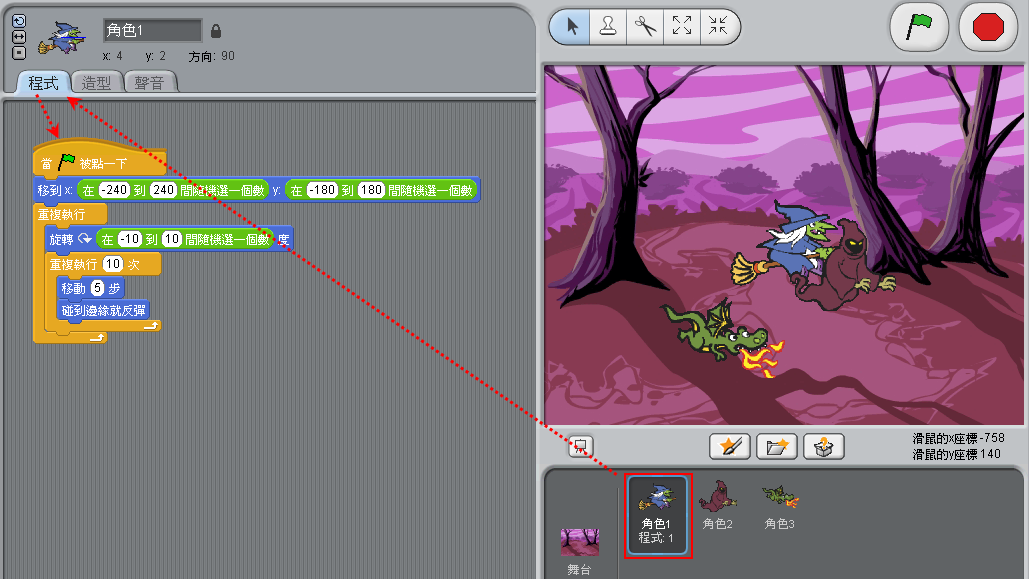 角色1
x: 4 y: 2 方向: 90
程式 造型 聲音
當 被點一下
移到 x: 在 -240 到 240 間隨機選一個數 y: 在 -180 到 180 間隨機選一個數
重複執行
旋轉 在 -10 到 10 間隨機選一個數 度
重複執行 10 次
移動 5 步
碰到邊緣就反彈
滑鼠的x座標 -758
滑鼠的y座標 140
角色1 角色2 角色3
程式: 1
舞台